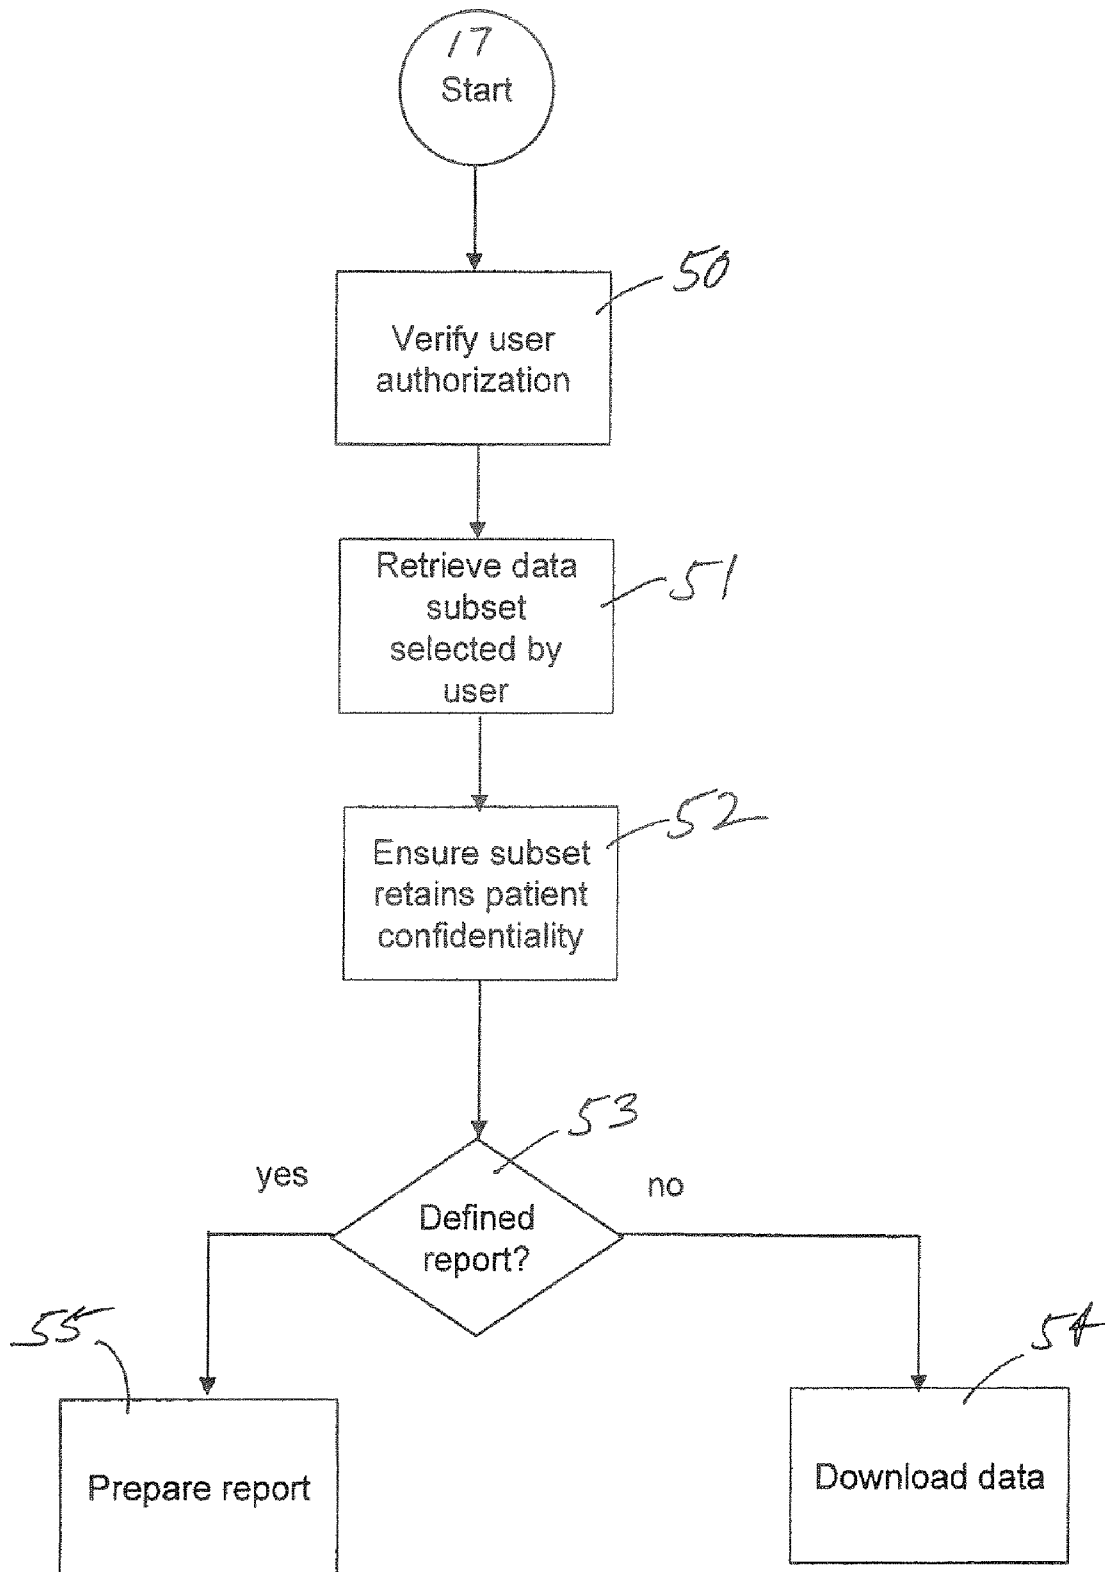 17
Start
50
Verify user
authorization
51
Retrieve data
subset
selected by
user
52
Ensure subset
retains patient
confidentiality
53
yes
no
Defined
report?
55
54
Prepare report
Download data